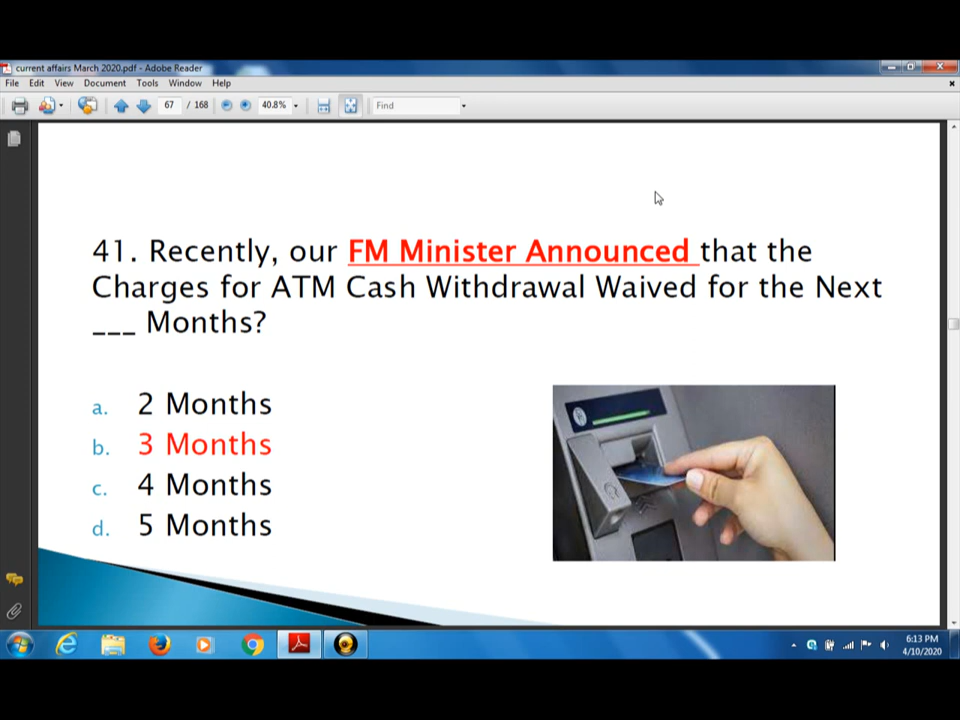 current affairs March 2020.pdf - Adobe Reader
File Edit View Document Tools Window Help
67 / 168 40.8% Find
41. Recently, our FM Minister Announced that the
Charges for ATM Cash Withdrawal Waived for the Next
___ Months?
a. 2 Months
b. 3 Months
c. 4 Months
d. 5 Months
6:13 PM
4/10/2020